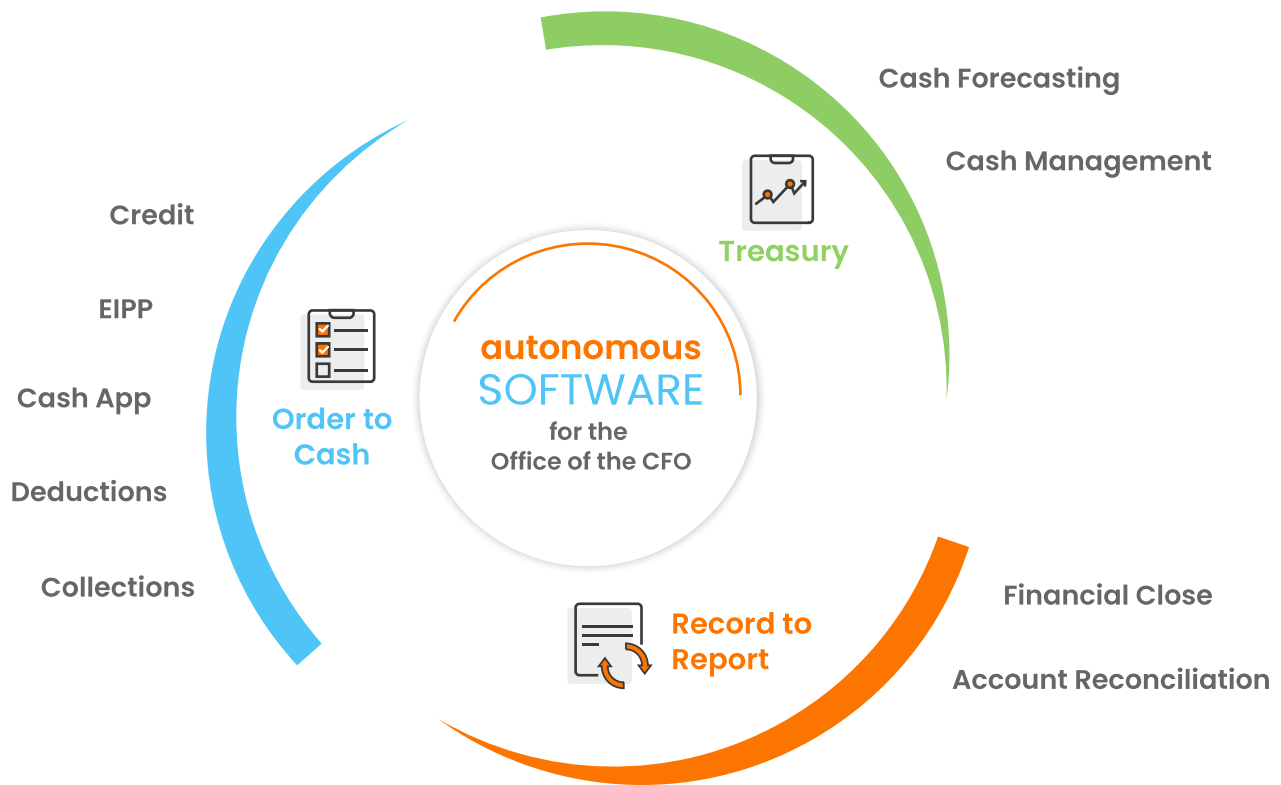 Cash Forecasting
Cash Management
Treasury
Credit
EIPP
Cash App
Deductions
Collections
Order to
Cash
autonomous
SOFTWARE
for the
Office of the CFO
Record to
Report
Financial Close
Account Reconciliation